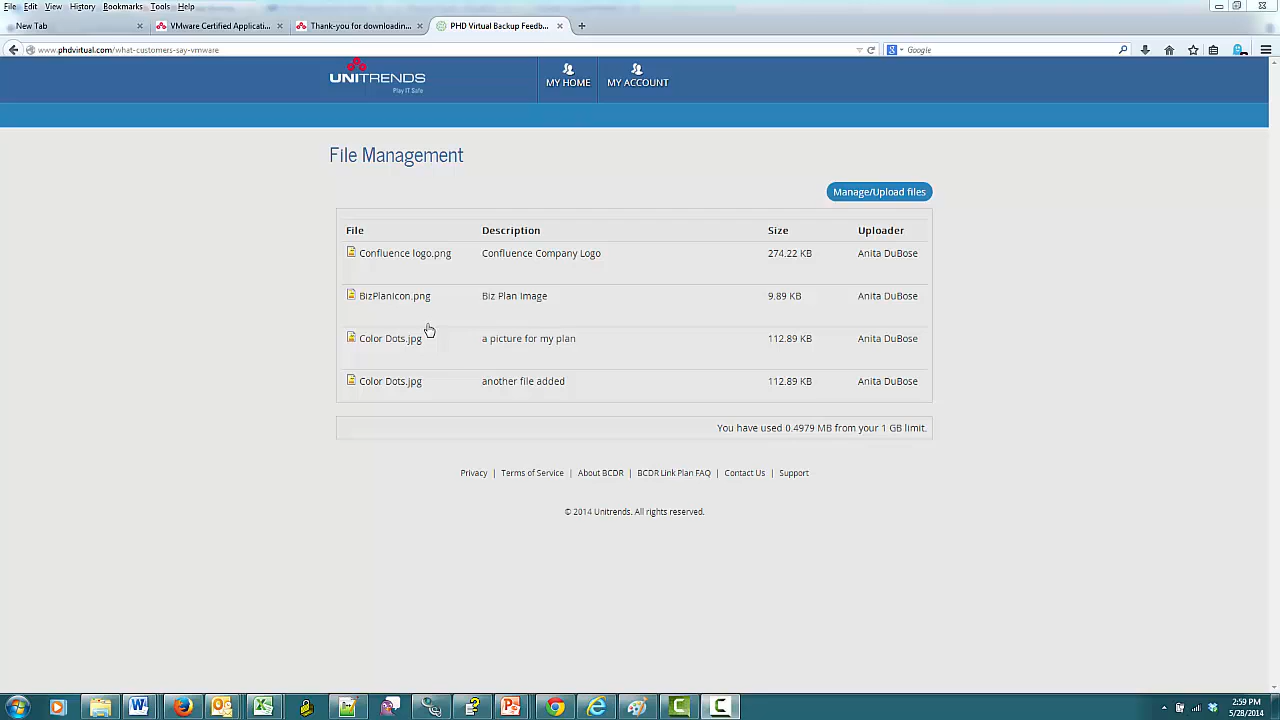 File Edit View History Bookmarks Tools Help
New Tab × VMware Certified Applicati... × Thank-you for downloadin... × PHD Virtual Backup Feedb... × +
www.phdvirtual.com/what-customers-say-vmware Google
UNITRENDS MY HOME MY ACCOUNT
Play IT Safe
File Management
Manage/Upload files
File Description Size Uploader
Confluence logo.png Confluence Company Logo 274.22 KB Anita DuBose
BizPlanIcon.png Biz Plan Image 9.89 KB Anita DuBose
Color Dots.jpg a picture for my plan 112.89 KB Anita DuBose
Color Dots.jpg another file added 112.89 KB Anita DuBose
You have used 0.4979 MB from your 1 GB limit.
Privacy | Terms of Service | About BCDR | BCDR Link Plan FAQ | Contact Us | Support
© 2014 Unitrends. All rights reserved.
2:59 PM
5/28/2014